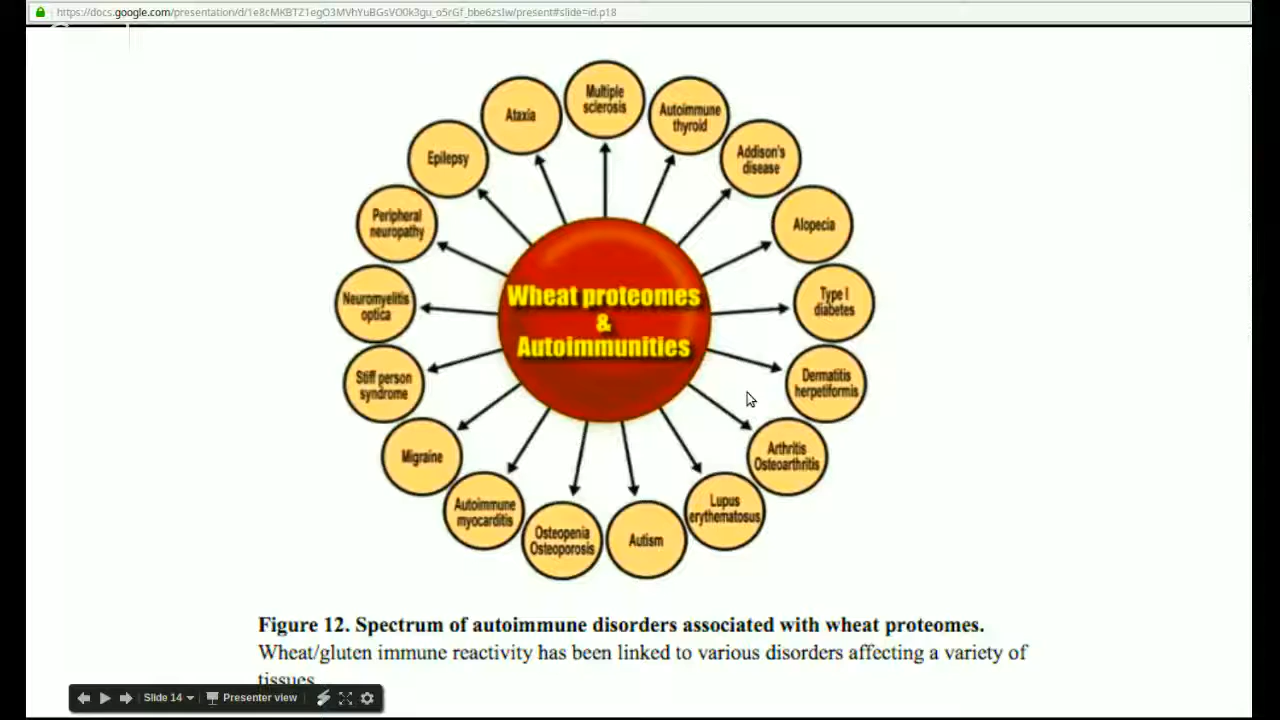 https://docs.google.com/presentation/d/1e8cMKBTZ1egO3MVhYuBGsVO0k3gu_o5rGf_bbe6zsIw/present#slide=id.p18
Multiple
sclerosis
Autoimmune
thyroid
Addison's
disease
Alopecia
Type I
diabetes
Dermatitis
herpetiformis
Arthritis
Osteoarthritis
Lupus
erythematosus
Autism
Osteopenia
Osteoporosis
Autoimmune
myocarditis
Migraine
Stiff person
syndrome
Neuromyelitis
optica
Peripheral
neuropathy
Epilepsy
Ataxia
Wheat proteomes
&
Autoimmunities
Figure 12. Spectrum of autoimmune disorders associated with wheat proteomes.
Wheat/gluten immune reactivity has been linked to various disorders affecting a variety of
tissues
Slide 14
Presenter view